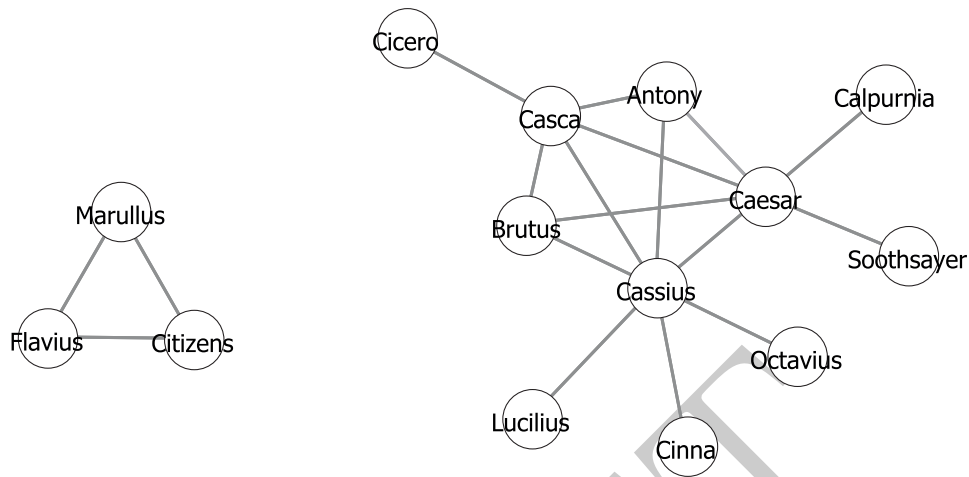 Cicero
Antony
Calpurnia
Casca
Caesar
Marullus
Brutus
Soothsayer
Cassius
Flavius
Citizens
Octavius
Lucilius
Cinna